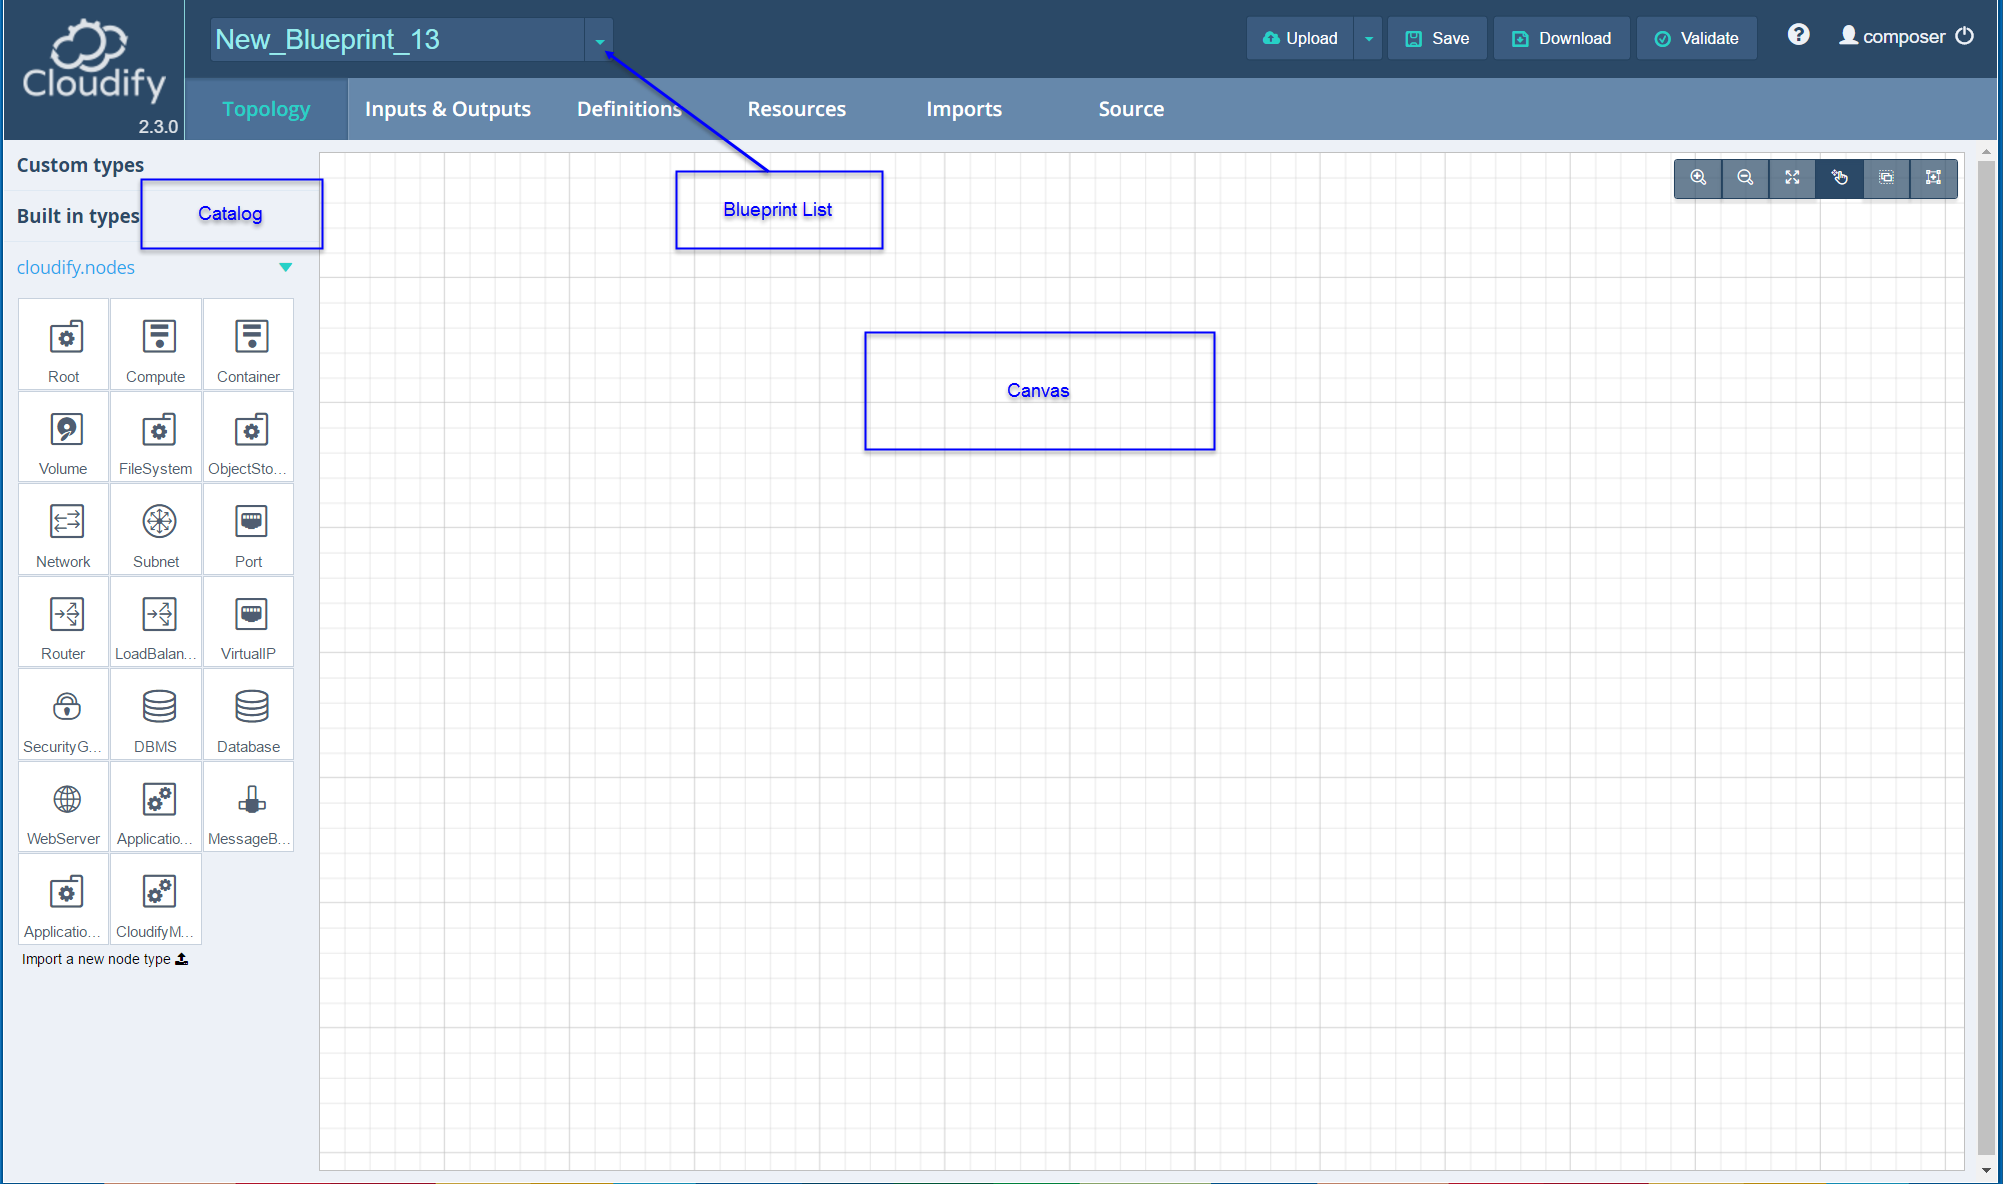 Cloudify
2.3.0
New_Blueprint_13
Upload
Save
Download
Validate
composer
Topology
Inputs & Outputs
Definitions
Resources
Imports
Source
Custom types
Built in types
Catalog
Blueprint List
Canvas
cloudify.nodes
Root
Compute
Container
Volume
FileSystem
ObjectSto...
Network
Subnet
Port
Router
LoadBalan...
VirtualIP
SecurityG...
DBMS
Database
WebServer
Applicatio...
MessageB...
Applicatio...
CloudifyM...
Import a new node type